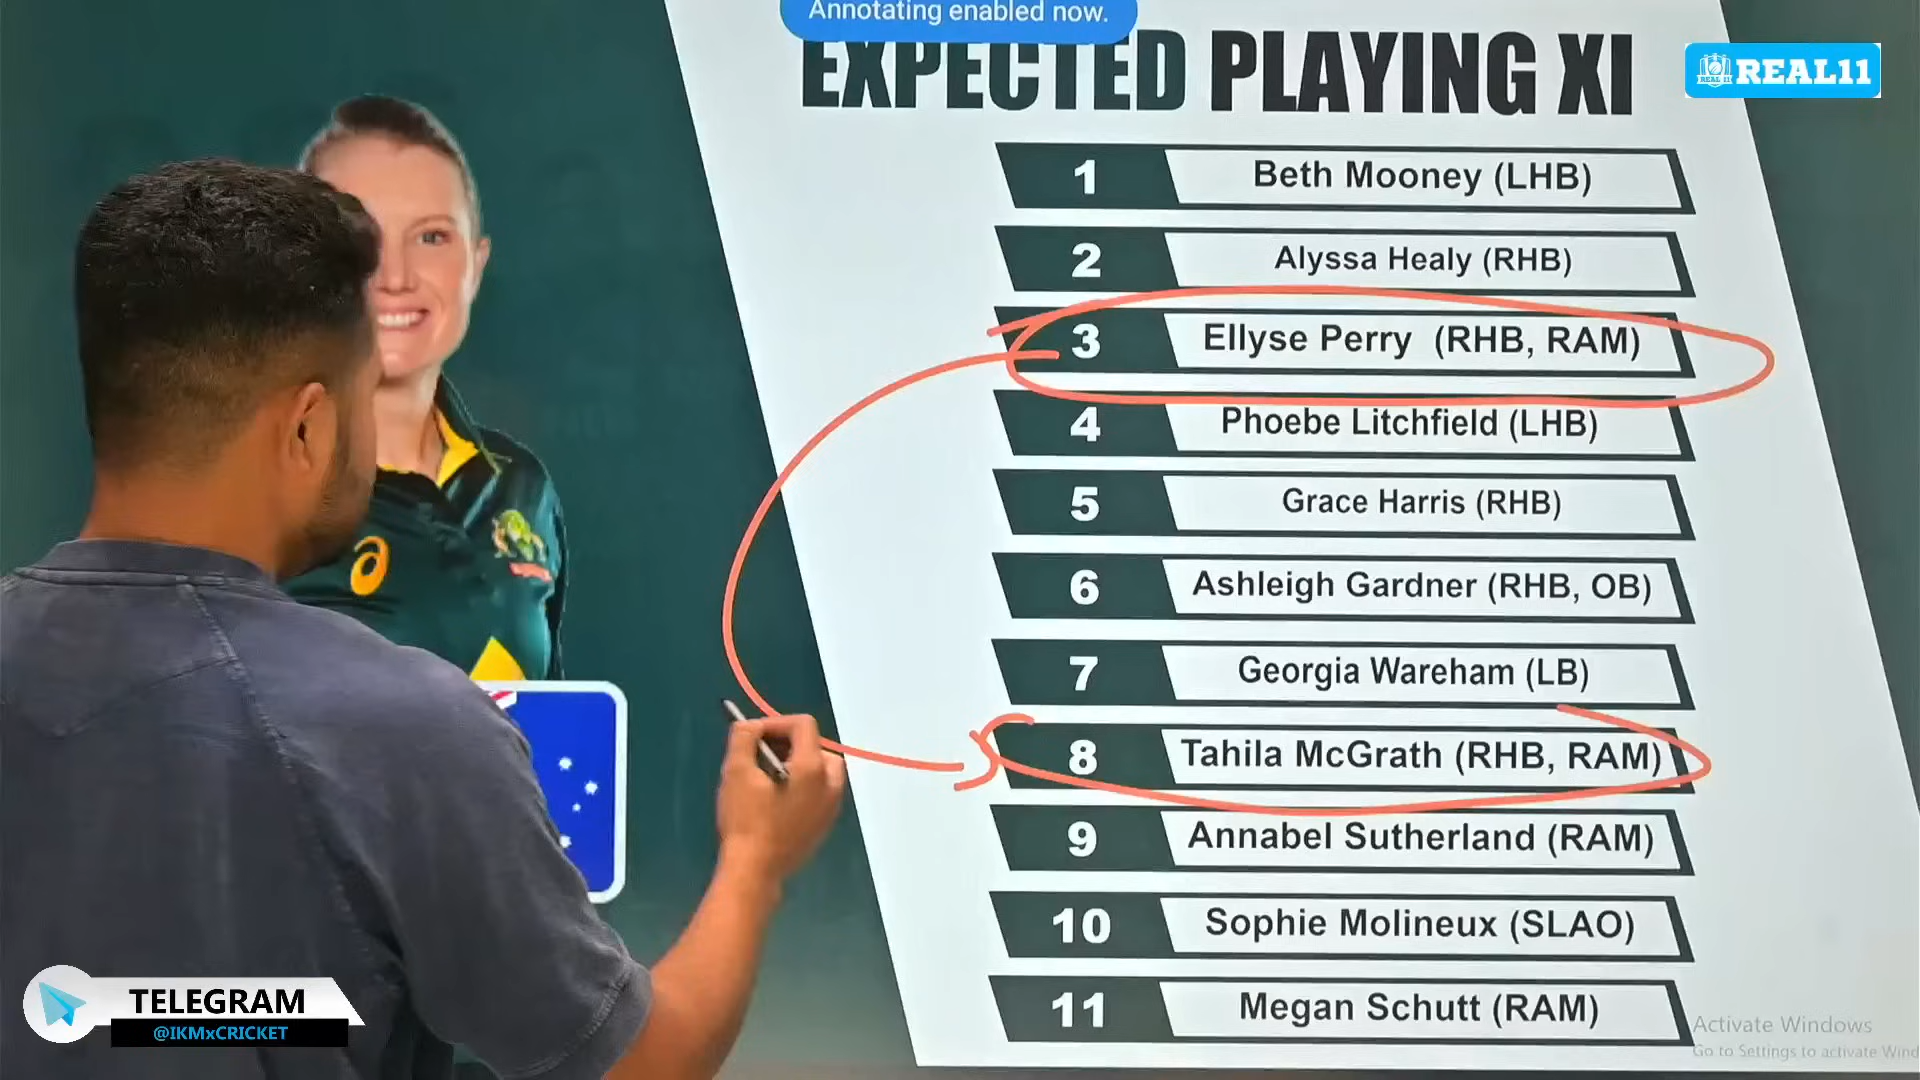 Annotating enabled now.
EXPECTED PLAYING XI
REAL 11
REAL11
1 Beth Mooney (LHB)
2 Alyssa Healy (RHB)
3 Ellyse Perry (RHB, RAM)
4 Phoebe Litchfield (LHB)
5 Grace Harris (RHB)
6 Ashleigh Gardner (RHB, OB)
7 Georgia Wareham (LB)
8 Tahila McGrath (RHB, RAM)
9 Annabel Sutherland (RAM)
10 Sophie Molineux (SLAO)
11 Megan Schutt (RAM)
TELEGRAM
@IKMxCRICKET
Activate Windows
Go to Settings to activate Wind